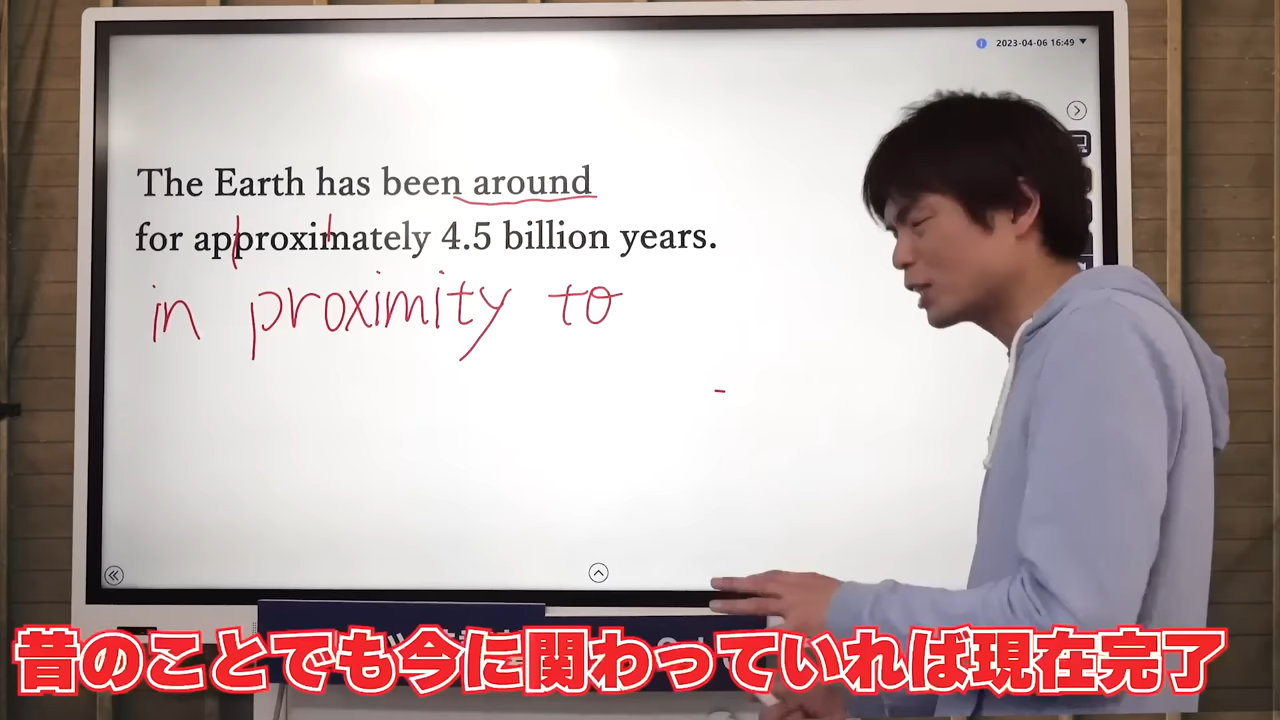 2023-04-06 16:49
The Earth has been around
for approximately 4.5 billion years.
in proximity to
昔のことでも今に関わっていれば現在完了